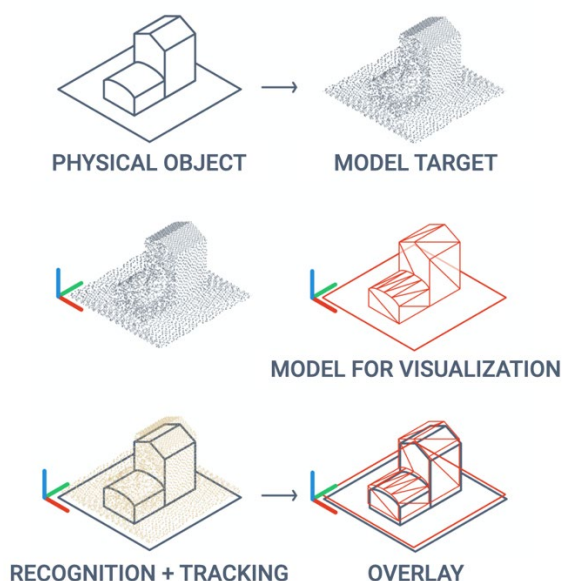 PHYSICAL OBJECT
MODEL TARGET
MODEL FOR VISUALIZATION
RECOGNITION + TRACKING
OVERLAY